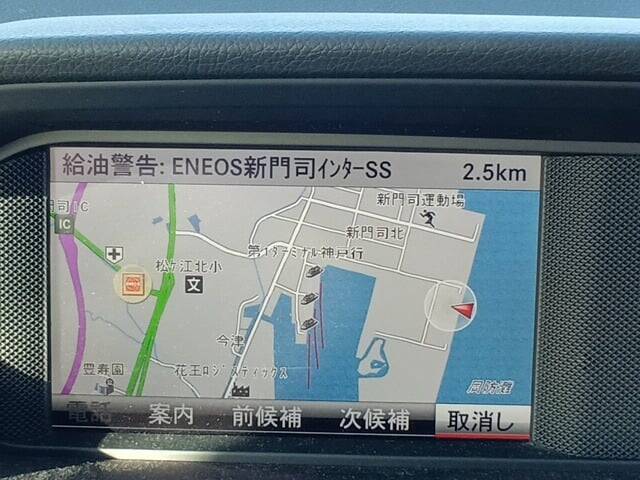 給油警告: ENEOS新門司ｲﾝﾀｰSS 2.5km
新門司運動場
門司IC
IC
新門司北
第1ターミナル神戸行
松ケ江北小
文
今津
豊寿園
花王ロジスティックス
周防灘
電話 案内 前候補 次候補 取消し